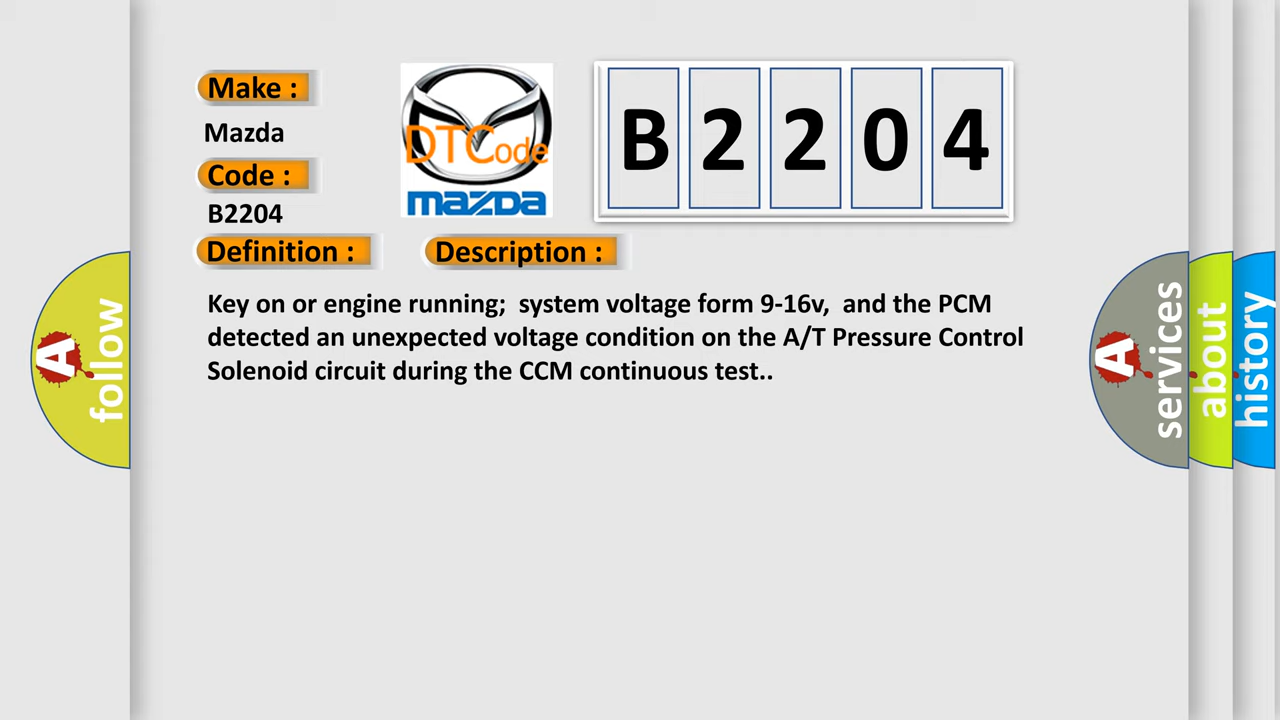 Make :
Mazda
Code :
B2204
Definition :
Description :
DTCode
mazda
B 2 2 0 4
Key on or engine running; system voltage form 9-16v, and the PCM
detected an unexpected voltage condition on the A/T Pressure Control
Solenoid circuit during the CCM continuous test..
A
follow
A
services
about
history